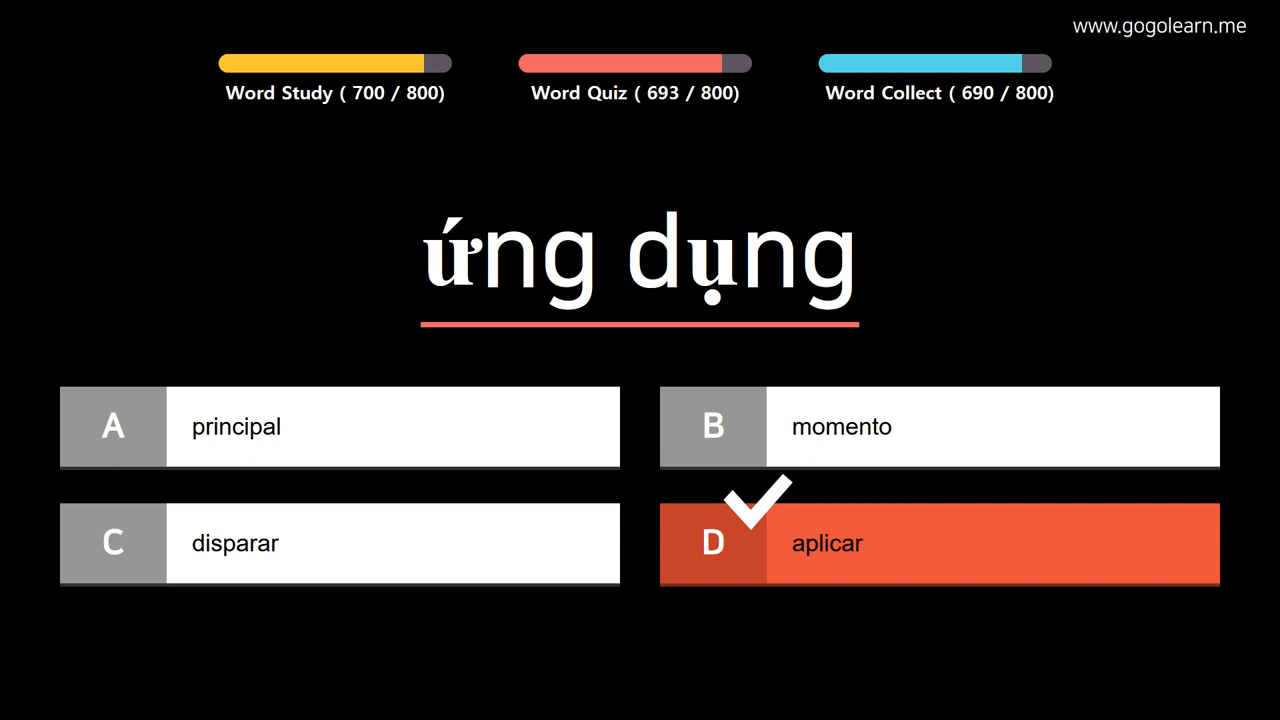 www.gogolearn.me
Word Study ( 700 / 800)
Word Quiz ( 693 / 800)
Word Collect ( 690 / 800)
ứng dụng
A principal
B momento
C disparar
D aplicar